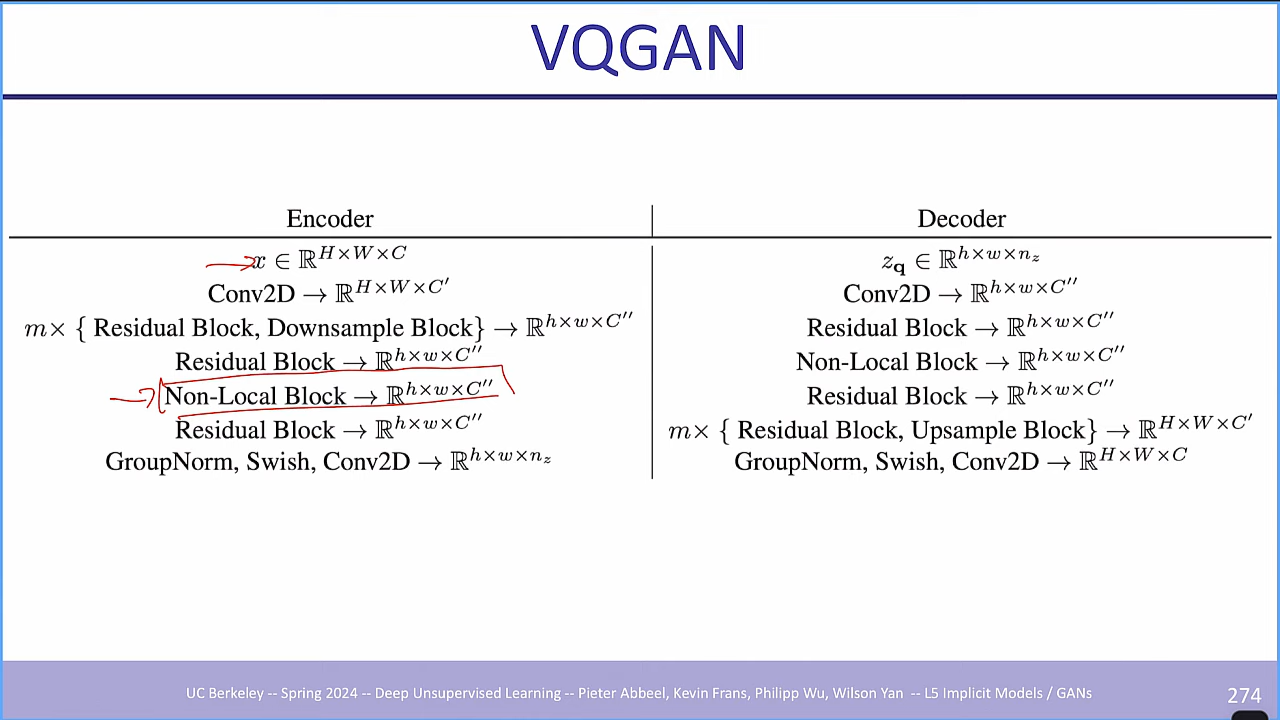 VQGAN
Encoder
x ∈ ℝ^{H×W×C}
Conv2D → ℝ^{H×W×C′}
m× { Residual Block, Downsample Block} → ℝ^{h×w×C″}
Residual Block → ℝ^{h×w×C″}
Non-Local Block → ℝ^{h×w×C″}
Residual Block → ℝ^{h×w×C″}
GroupNorm, Swish, Conv2D → ℝ^{h×w×n_z}
Decoder
z_𝐪 ∈ ℝ^{h×w×n_z}
Conv2D → ℝ^{h×w×C″}
Residual Block → ℝ^{h×w×C″}
Non-Local Block → ℝ^{h×w×C″}
Residual Block → ℝ^{h×w×C″}
m× { Residual Block, Upsample Block} → ℝ^{H×W×C′}
GroupNorm, Swish, Conv2D → ℝ^{H×W×C}
UC Berkeley -- Spring 2024 -- Deep Unsupervised Learning -- Pieter Abbeel, Kevin Frans, Philipp Wu, Wilson Yan -- L5 Implicit Models / GANs
274